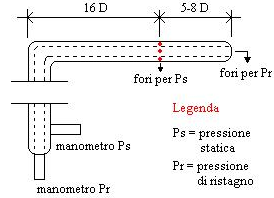 16 D
5-8 D
fori per Ps
fori per Pr
Legenda
Ps = pressione
statica
manometro Ps
Pr = pressione
di ristagno
manometro Pr